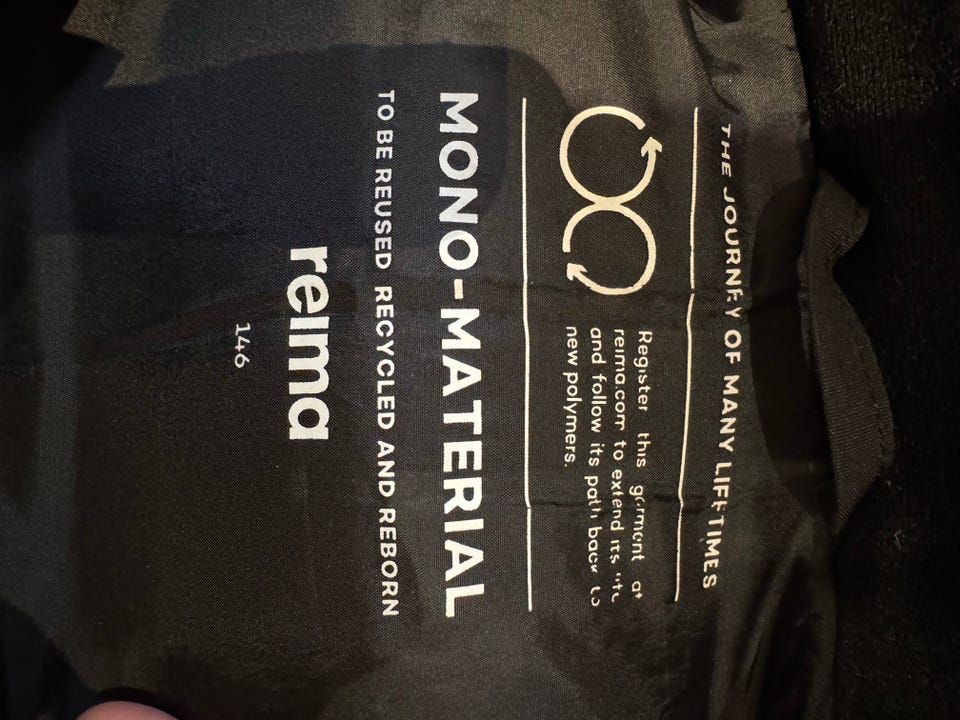 THE JOURNEY OF MANY LIFETIMES
Register this garment at
reima.com to extend its life
and follow its path back to
new polymers.
MONO-MATERIAL
TO BE REUSED RECYCLED AND REBORN
reima
146